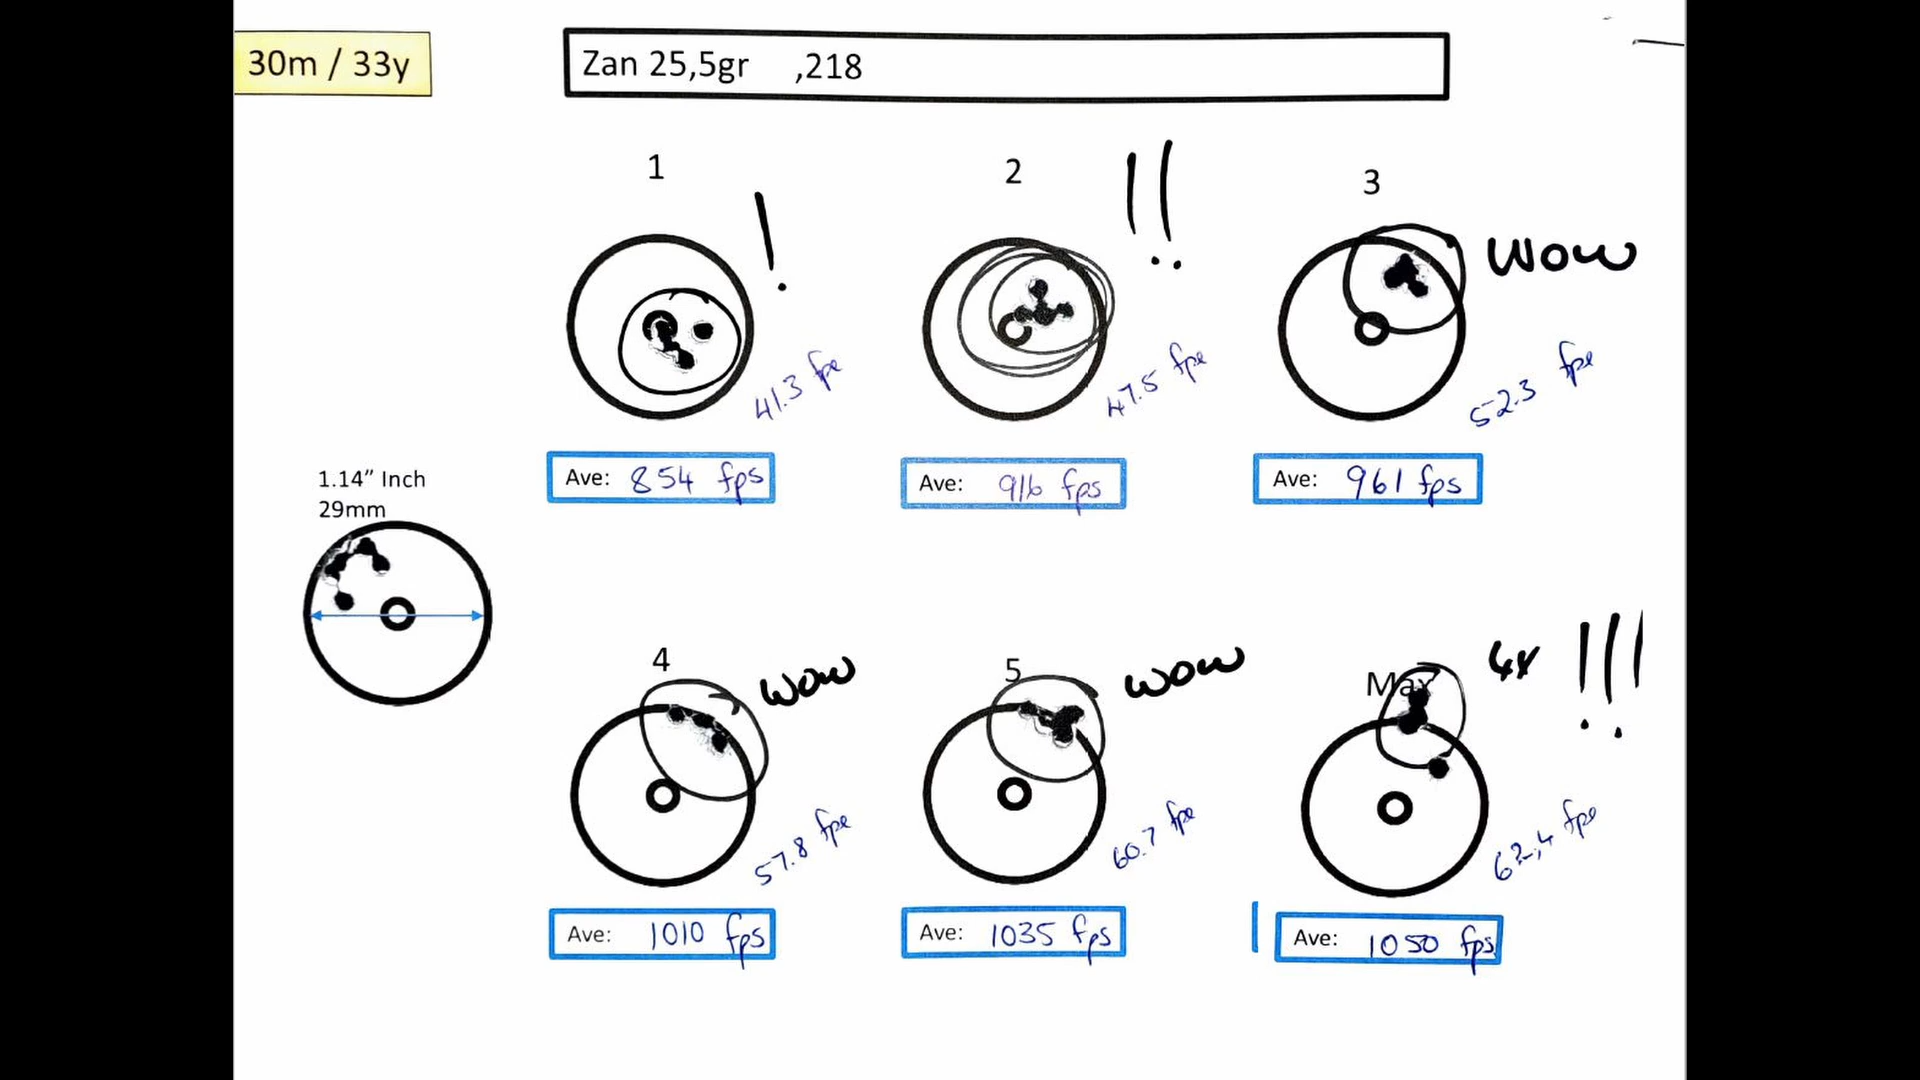 30m / 33y
Zan 25,5gr ,218
1
!
2
!!
3
WOW
41.3 fpe
47.5 fpe
52.3 fpe
Ave: 854 fps
Ave: 916 fps
Ave: 961 fps
1.14” Inch
29mm
4
WOW
5
WOW
Max
4x !!!
57.8 fpe
60.7 fpe
62,4 fpe
Ave: 1010 fps
Ave: 1035 fps
Ave: 1050 fps